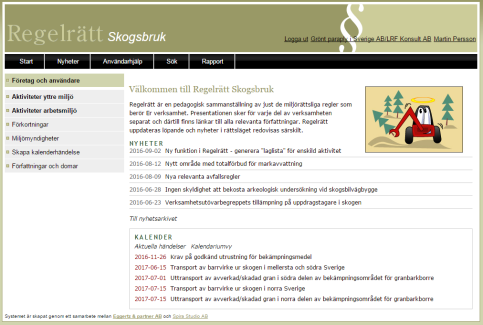 Regelrätt Skogsbruk
§
Logga ut Grönt paraply i Sverige AB/LRF Konsult AB Martin Persson
Start Nyheter Användarhjälp Sök Rapport
Företag och användare
Aktiviteter yttre miljö
Aktiviteter arbetsmiljö
Förkortningar
Miljömyndigheter
Skapa kalenderhändelse
Författningar och domar
Välkommen till Regelrätt Skogsbruk
Regelrätt är en pedagogisk sammanställning av just de miljörättsliga regler som
berör Er verksamhet. Presentationen sker för varje del av verksamheten
separat och därtill finns länkar till alla relevanta författningar. Regelrätt
uppdateras löpande och nyheter i rättsläget redovisas särskilt.
NYHETER
2016-09-02 Ny funktion i Regelrätt - generera "laglista" för enskild aktivitet
2016-08-12 Nytt område med totalförbud för markavvattning
2016-08-09 Nya relevanta avfallsregler
2016-06-28 Ingen skyldighet att bekosta arkeologisk undersökning vid skogsbilvägbygge
2016-06-23 Verksamhetsutövarbegreppets tillämpning på uppdragstagare i skogen
Till nyhetsarkivet
KALENDER
Aktuella händelser Kalendariumvy
2016-11-26 Krav på godkänd utrustning för bekämpningsmedel
2017-06-15 Transport av barrvirke ur skogen i mellersta och södra Sverige
2017-07-01 Uttransport av avverkad/skadad gran i södra delen av bekämpningsområdet för granbarkborre
2017-07-15 Transport av barrvirke ur skogen i norra Sverige
2017-07-15 Uttransport av avverkad/skadad gran i norra delen av bekämpningsområdet för granbarkborre
Systemet är skapat genom ett samarbete mellan Eggertz & partner AB och Sonik Studio AB